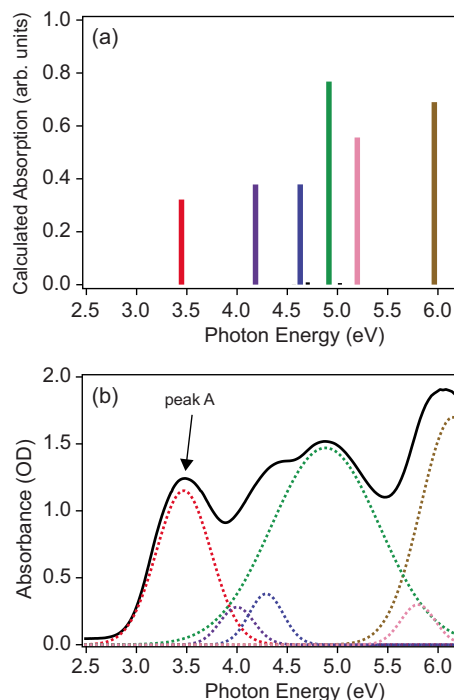 (a)
Calculated Absorption (arb. units)
1.0
0.8
0.6
0.4
0.2
0.0
2.5 3.0 3.5 4.0 4.5 5.0 5.5 6.0
Photon Energy (eV)
(b)
peak A
Absorbance (OD)
2.0
1.5
1.0
0.5
0.0
2.5 3.0 3.5 4.0 4.5 5.0 5.5 6.0
Photon Energy (eV)